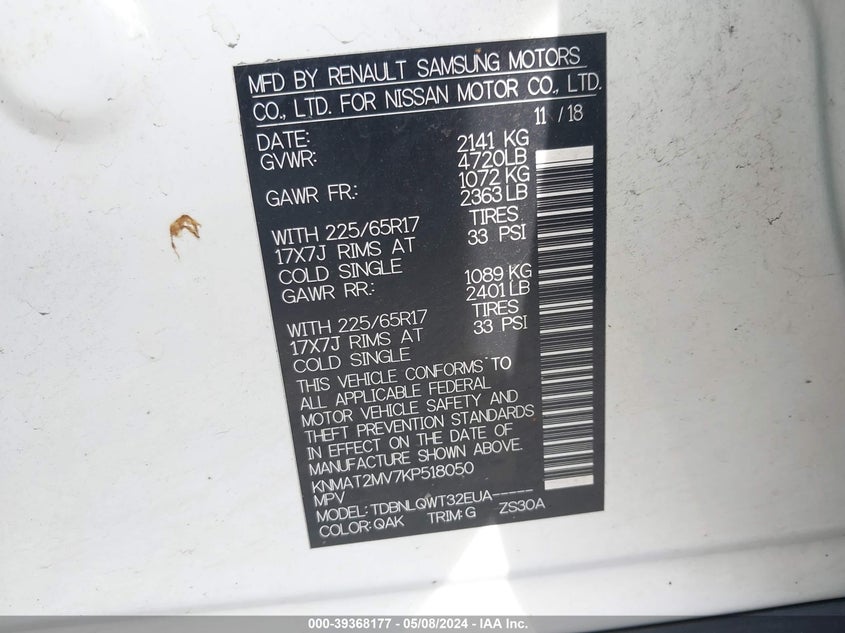 MFD BY RENAULT SAMSUNG MOTORS
CO., LTD. FOR NISSAN MOTOR CO., LTD.
DATE: 11 / 18
GVWR: 2141 KG
4720LB
GAWR FR: 1072 KG
2363 LB
WITH 225/65R17 TIRES
17X7J RIMS AT 33 PSI
COLD SINGLE
GAWR RR: 1089 KG
2401 LB
WITH 225/65R17 TIRES
17X7J RIMS AT 33 PSI
COLD SINGLE
THIS VEHICLE CONFORMS TO
ALL APPLICABLE FEDERAL
MOTOR VEHICLE SAFETY AND
THEFT PREVENTION STANDARDS
IN EFFECT ON THE DATE OF
MANUFACTURE SHOWN ABOVE.
KNMAT2MV7KP518050
MPV
MODEL: TDBNLQWT32EUA-----
COLOR: QAK TRIM: G ZS30A
000-39368177 - 05/08/2024 - IAA Inc.